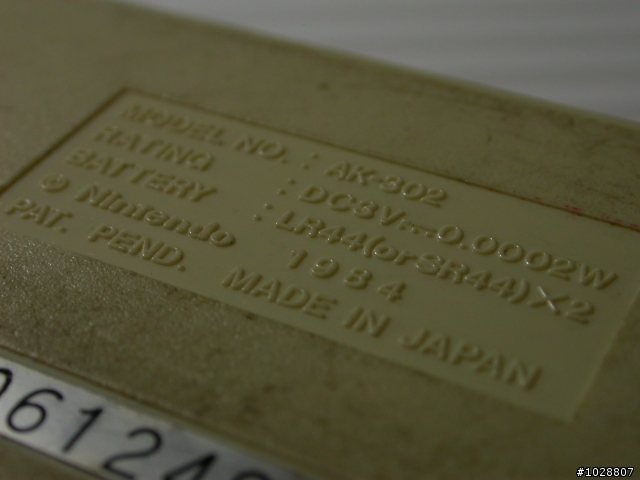 MODEL NO. : AK-302
RATING : DC3V⎓0.0002W
BATTERY : LR44(orSR44)×2
© Nintendo 1984
PAT. PEND. MADE IN JAPAN
#1028807